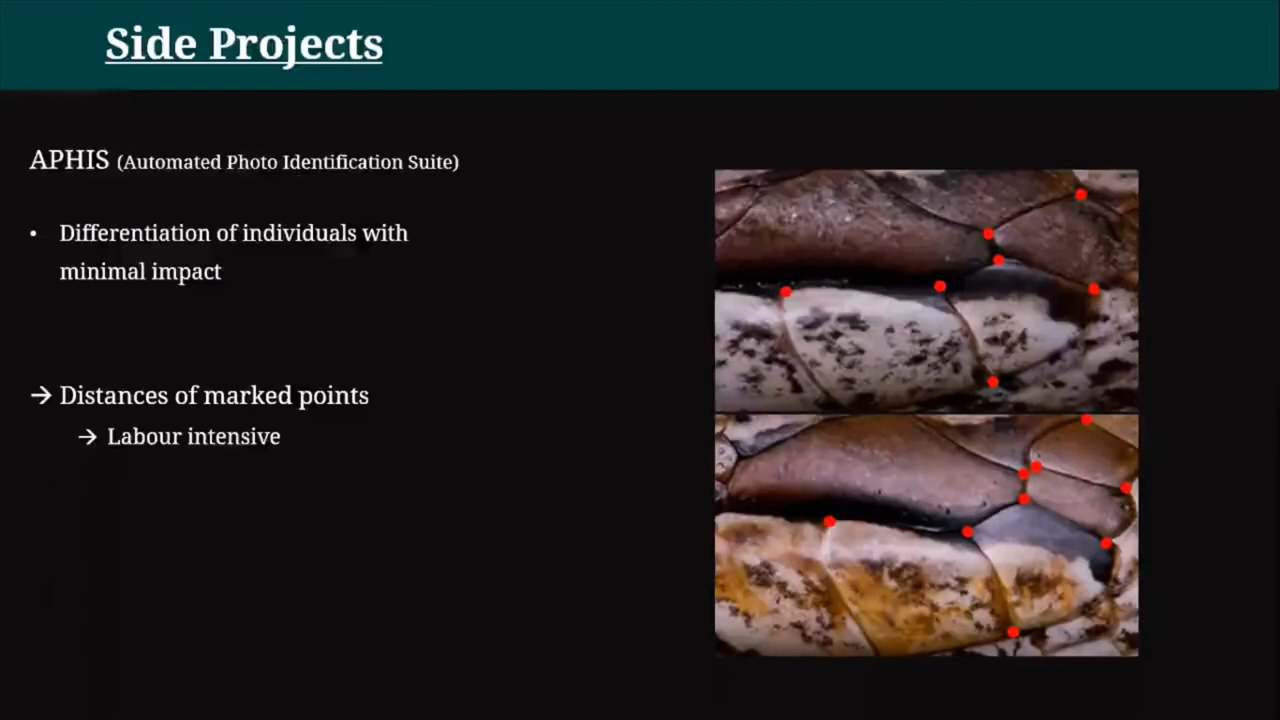 Side Projects
APHIS (Automated Photo Identification Suite)
• Differentiation of individuals with
minimal impact
→ Distances of marked points
→ Labour intensive